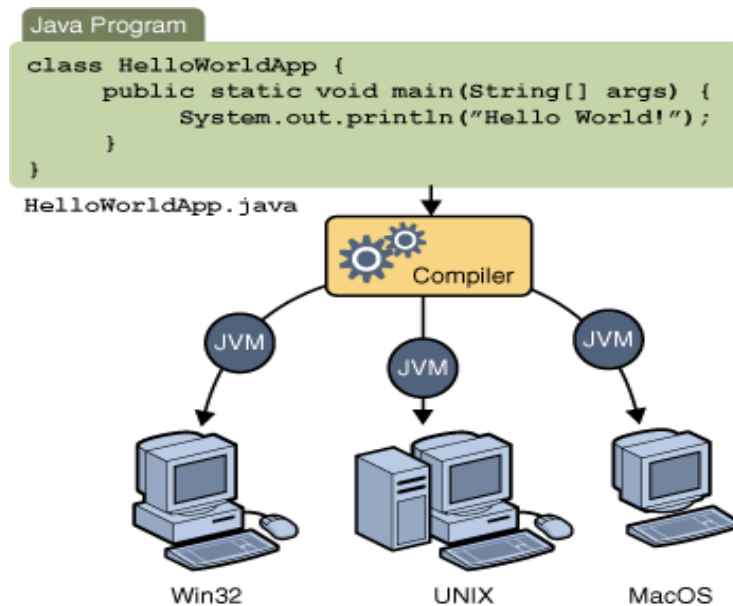 Java Program
class HelloWorldApp {
public static void main(String[] args) {
System.out.println("Hello World!");
}
}
HelloWorldApp.java
Compiler
JVM
JVM
JVM
Win32
UNIX
MacOS